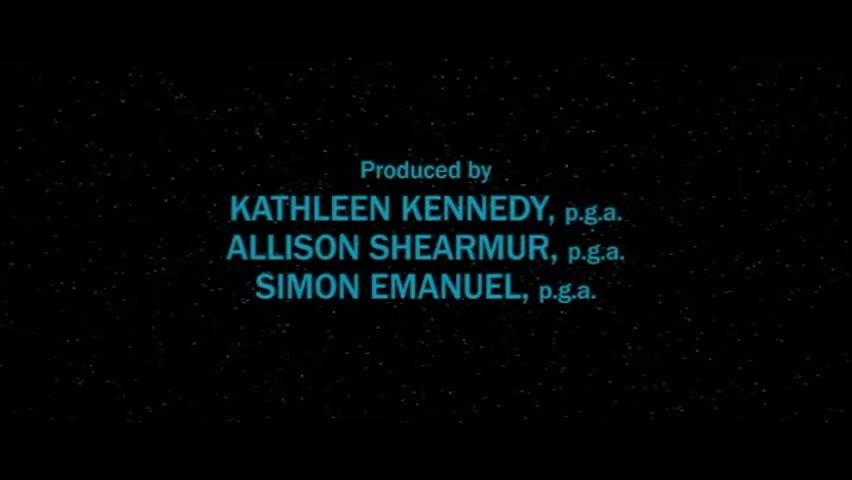 Produced by
KATHLEEN KENNEDY, p.g.a.
ALLISON SHEARMUR, p.g.a.
SIMON EMANUEL, p.g.a.